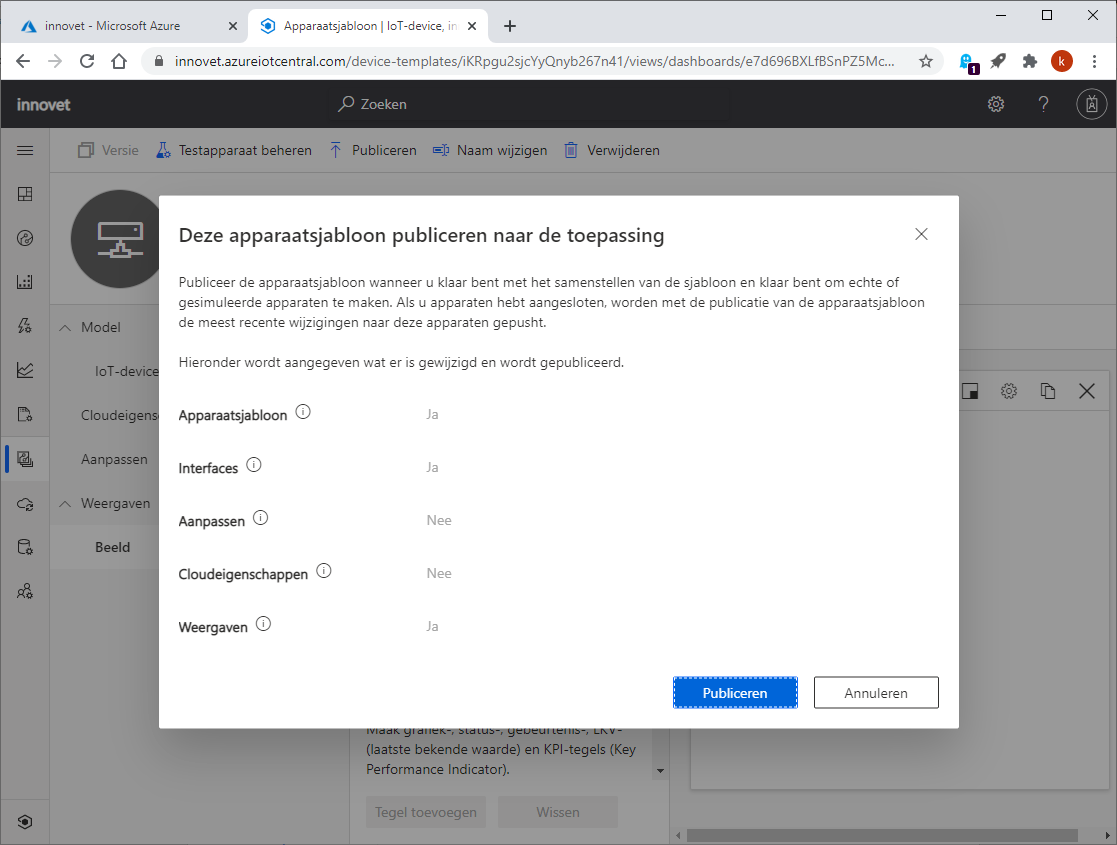 innovet - Microsoft Azure
Apparaatsjabloon | IoT-device, in
innovet.azureiotcentral.com/device-templates/iKRpgu2sjcYyQnyb267n41/views/dashboards/e7d696BXLfBSnPZ5Mc...
1
k
innovet
Zoeken
Versie
Testapparaat beheren
Publiceren
Naam wijzigen
Verwijderen
Deze apparaatsjabloon publiceren naar de toepassing
Publiceer de apparaatsjabloon wanneer u klaar bent met het samenstellen van de sjabloon en klaar bent om echte of
gesimuleerde apparaten te maken. Als u apparaten hebt aangesloten, worden met de publicatie van de apparaatsjabloon
de meest recente wijzigingen naar deze apparaten gepusht.
Hieronder wordt aangegeven wat er is gewijzigd en wordt gepubliceerd.
Apparaatsjabloon Ja
Interfaces Ja
Aanpassen Nee
Cloudeigenschappen Nee
Weergaven Ja
Publiceren
Annuleren
Model
IoT-device
Cloudeigens
Aanpassen
Weergaven
Beeld
Maak grafiek-, status-, gebeurtenis-, LKV-
(laatste bekende waarde) en KPI-tegels (Key
Performance Indicator).
Tegel toevoegen
Wissen